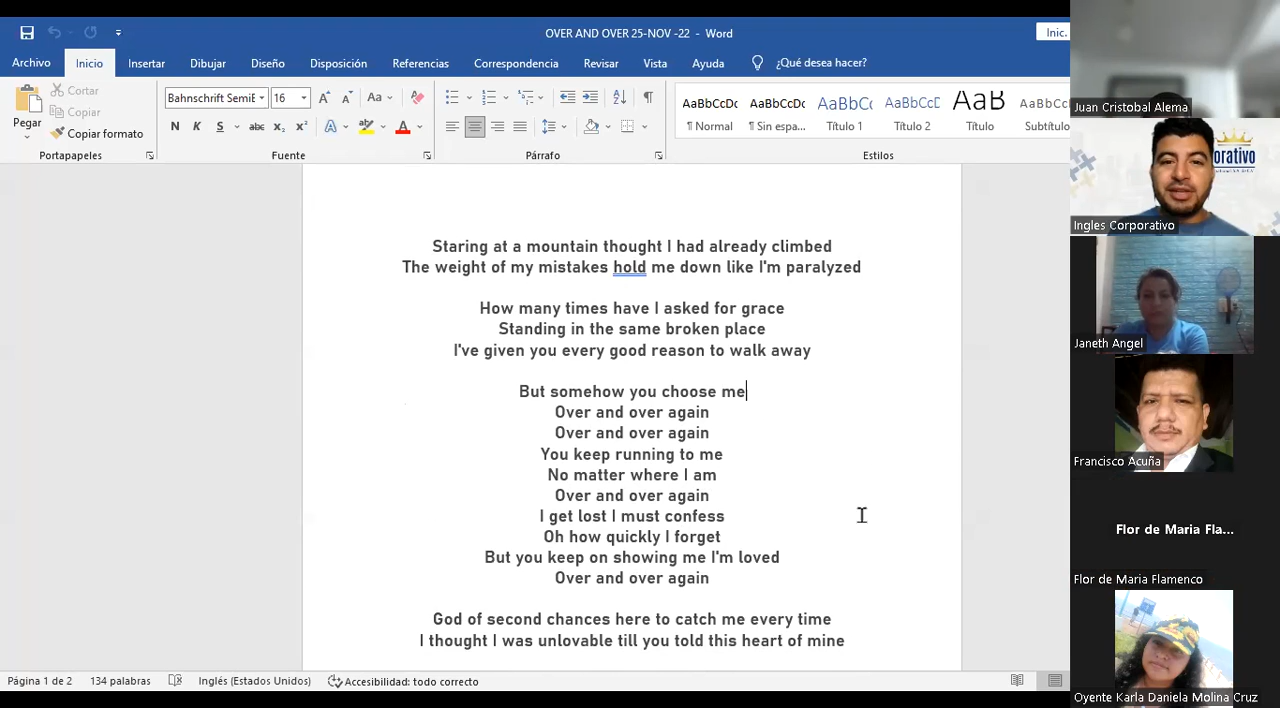 OVER AND OVER 25-NOV -22 - Word
Inic.
Archivo Inicio Insertar Dibujar Diseño Disposición Referencias Correspondencia Revisar Vista Ayuda ¿Qué desea hacer?
Pegar
Cortar
Copiar
Copiar formato
Portapapeles
Bahnschrift SemiE 16
N K S abc x₂ x²
Fuente
Párrafo
AaBbCcDc AaBbCcDc AaBbCc AaBbCcD AaB AaBbCcD
¶ Normal ¶ Sin espa... Título 1 Título 2 Título Subtítulo
Estilos
Staring at a mountain thought I had already climbed
The weight of my mistakes hold me down like I'm paralyzed
How many times have I asked for grace
Standing in the same broken place
I've given you every good reason to walk away
But somehow you choose me
Over and over again
Over and over again
You keep running to me
No matter where I am
Over and over again
I get lost I must confess
Oh how quickly I forget
But you keep on showing me I'm loved
Over and over again
God of second chances here to catch me every time
I thought I was unlovable till you told this heart of mine
Página 1 de 2 134 palabras Inglés (Estados Unidos) Accesibilidad: todo correcto
Juan Cristobal Alema
orativo
Ingles Corporativo
Janeth Angel
Francisco Acuña
Flor de Maria Fla...
Flor de Maria Flamenco
Oyente Karla Daniela Molina Cruz